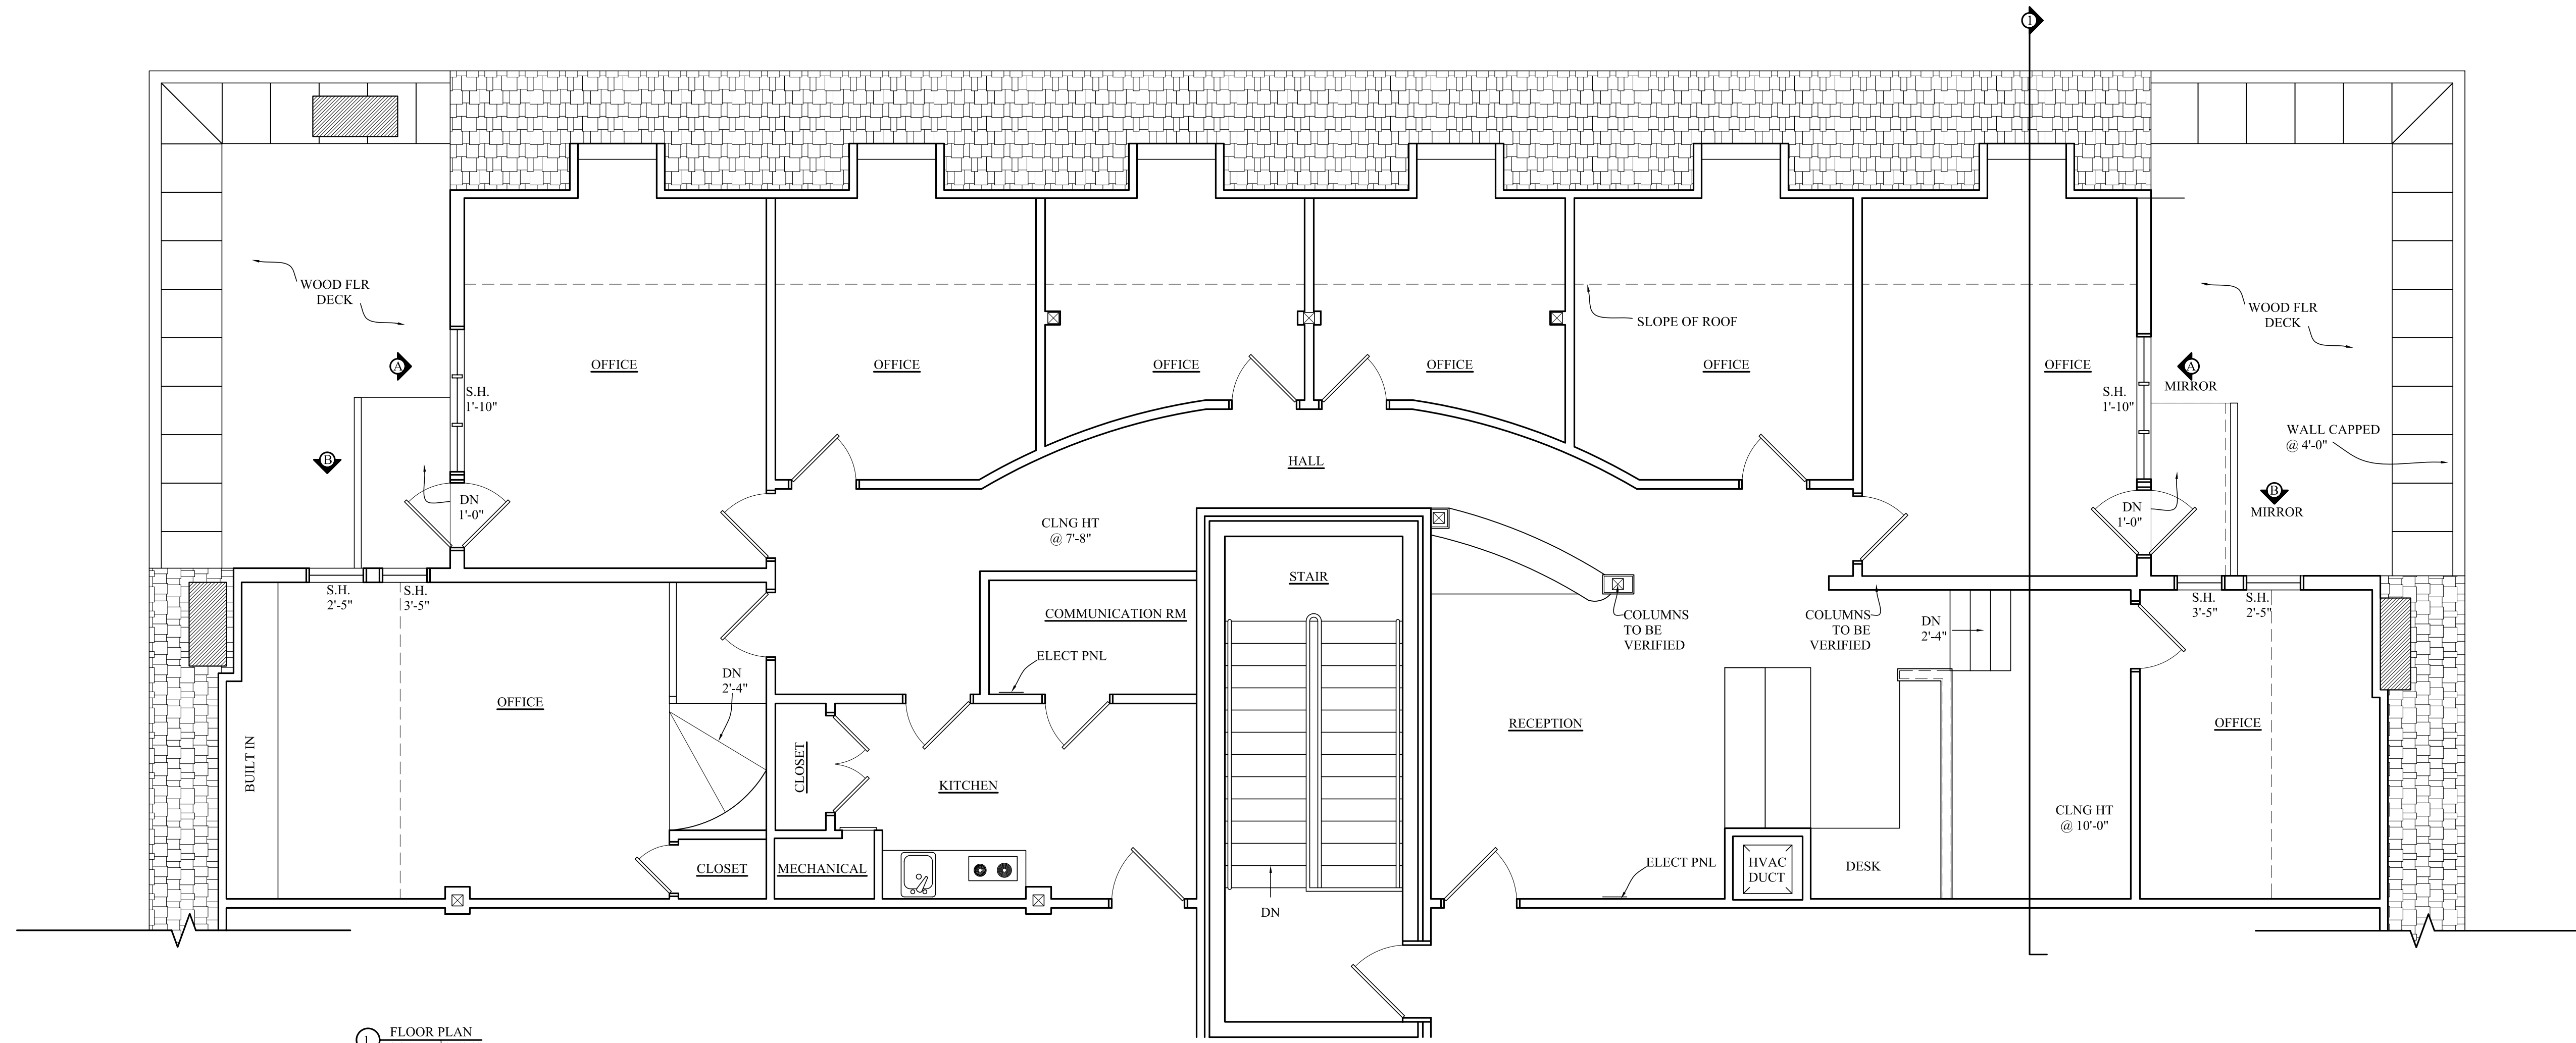 1
WOOD FLR
DECK
SLOPE OF ROOF
WOOD FLR
DECK
A
OFFICE
OFFICE
OFFICE
OFFICE
OFFICE
OFFICE
A
MIRROR
S.H.
1'-10"
S.H.
1'-10"
WALL CAPPED
@ 4'-0"
B
HALL
B
MIRROR
DN
1'-0"
DN
1'-0"
CLNG HT
@ 7'-8"
STAIR
S.H.
2'-5"
S.H.
3'-5"
COMMUNICATION RM
COLUMNS
TO BE
VERIFIED
COLUMNS
TO BE
VERIFIED
DN
2'-4"
S.H.
3'-5"
S.H.
2'-5"
ELECT PNL
DN
2'-4"
OFFICE
RECEPTION
OFFICE
BUILT IN
CLOSET
KITCHEN
CLNG HT
@ 10'-0"
CLOSET
MECHANICAL
ELECT PNL
HVAC
DUCT
DESK
DN
1
FLOOR PLAN